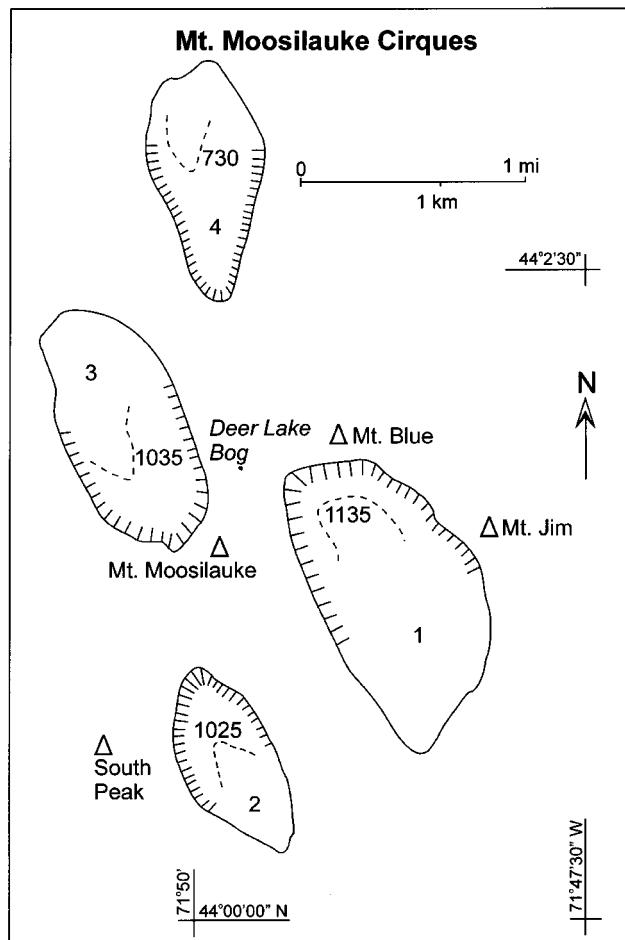 Mt. Moosilauke Cirques
730
0
1 mi
1 km
4
44°2'30"
3
N
Deer Lake
Bog
Δ Mt. Blue
1035
1135
Δ Mt. Jim
Δ
Mt. Moosilauke
1
1025
Δ
South
Peak
2
71°50'
44°00'00" N
71°47'30" W